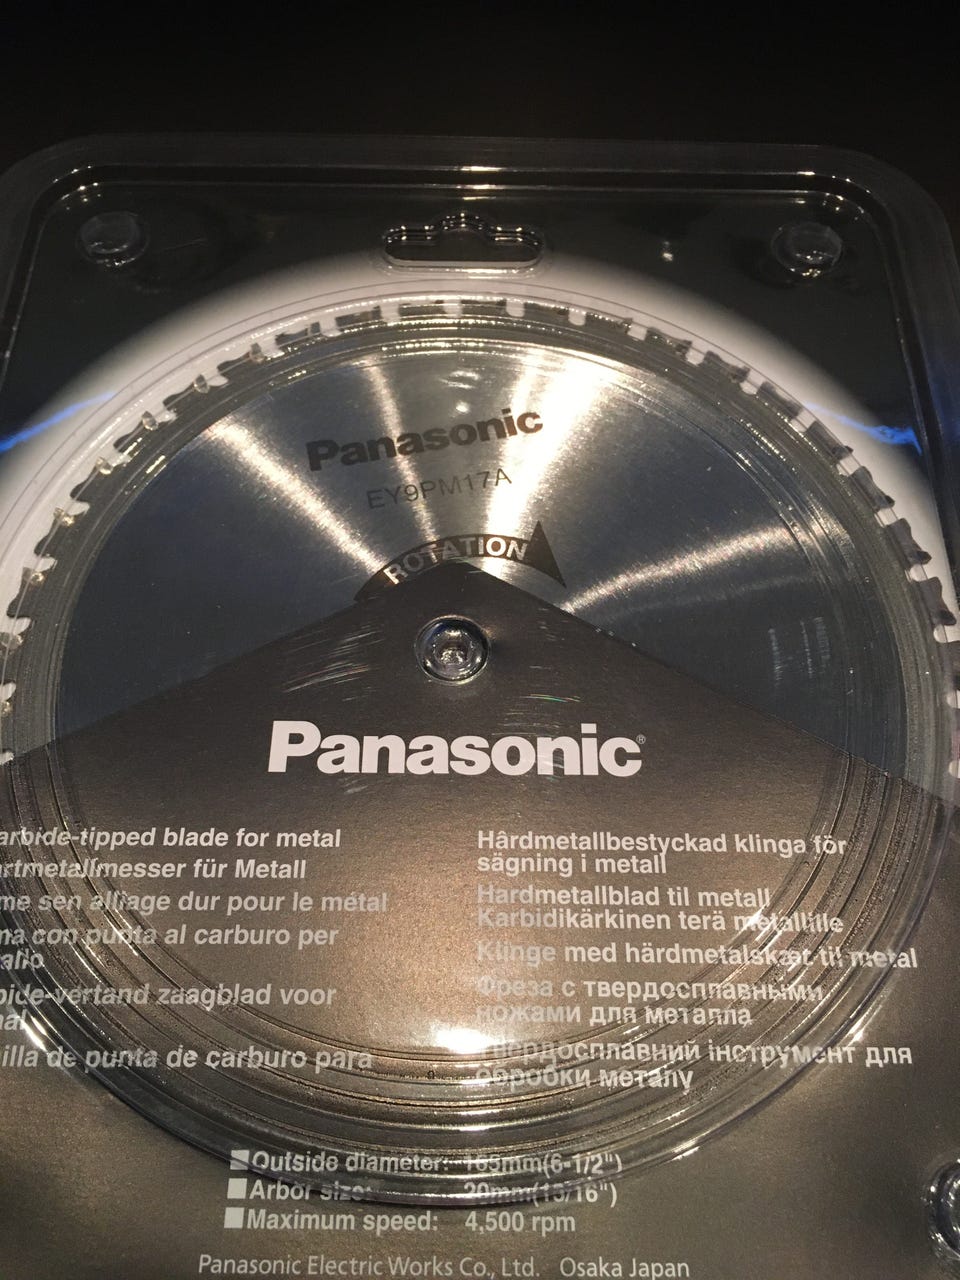 Panasonic
EY9PM17A
ROTATION
Panasonic®
arbide-tipped blade for metal
artmetallmesser für Metall
me sen alliage dur pour le métal
ma con punta al carburo per
allo
bide-vertand zaagblad voor
aal
illa de punta de carburo para
Hårdmetallbestyckad klinga för
sägning i metall
Hardmetallblad til metall
Karbidikärkinen terä metallille
Klinge med hårdmetalskæt til metal
Фреза с твердосплавными
ножами для металла
Твердосплавний інструмент для
обробки металу
■Outside diameter: 165mm(6-1/2")
■Arbor size: 20mm(13/16")
■Maximum speed: 4,500 rpm
Panasonic Electric Works Co., Ltd. Osaka Japan